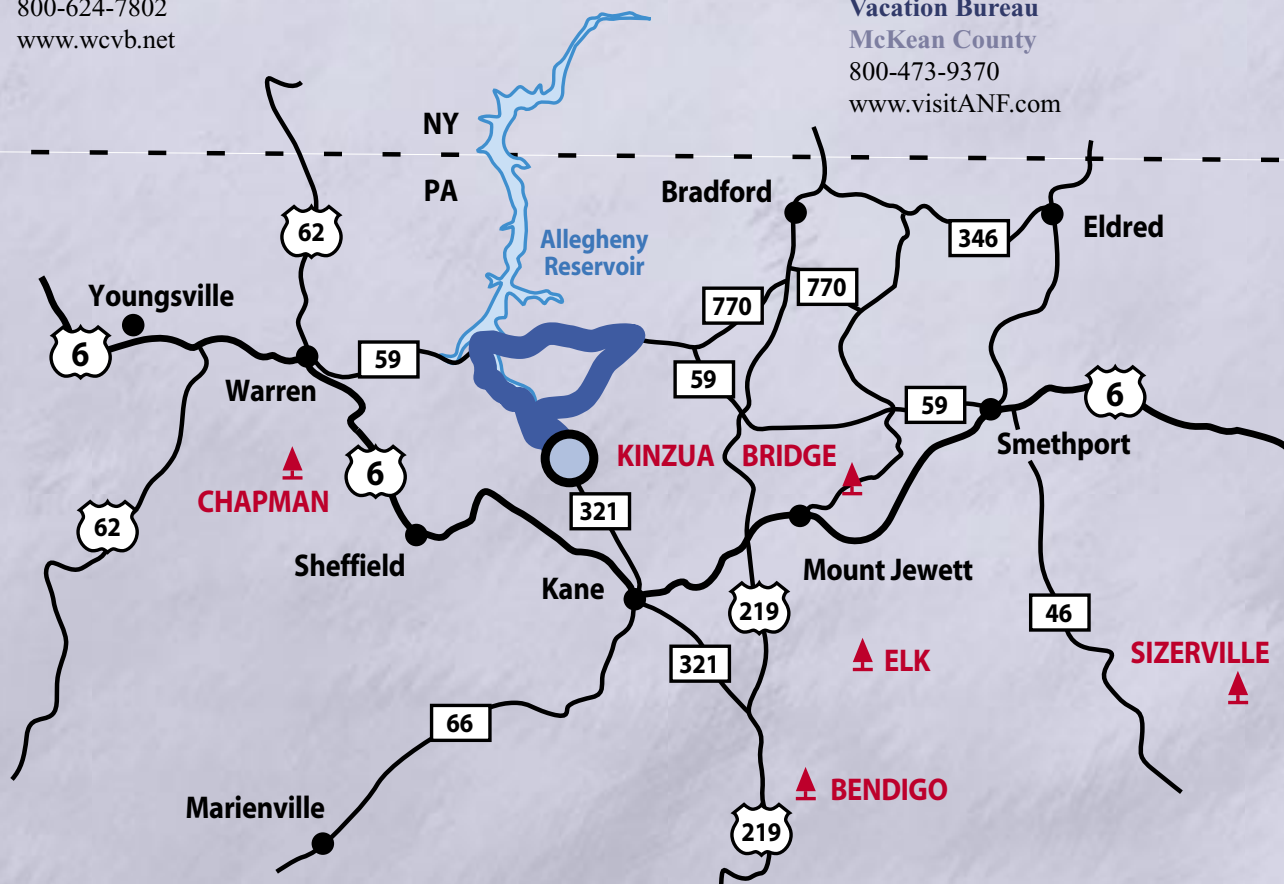 800-624-7802
www.wcvb.net
Vacation Bureau
McKean County
800-473-9370
www.visitANF.com
NY
PA
Bradford
Eldred
346
62
Allegheny
Reservoir
770
770
Youngsville
6
59
59
59
6
Warren
Smethport
KINZUA BRIDGE
6
CHAPMAN
321
62
Sheffield
Kane
Mount Jewett
219
46
321
ELK
SIZERVILLE
66
BENDIGO
Marienville
219